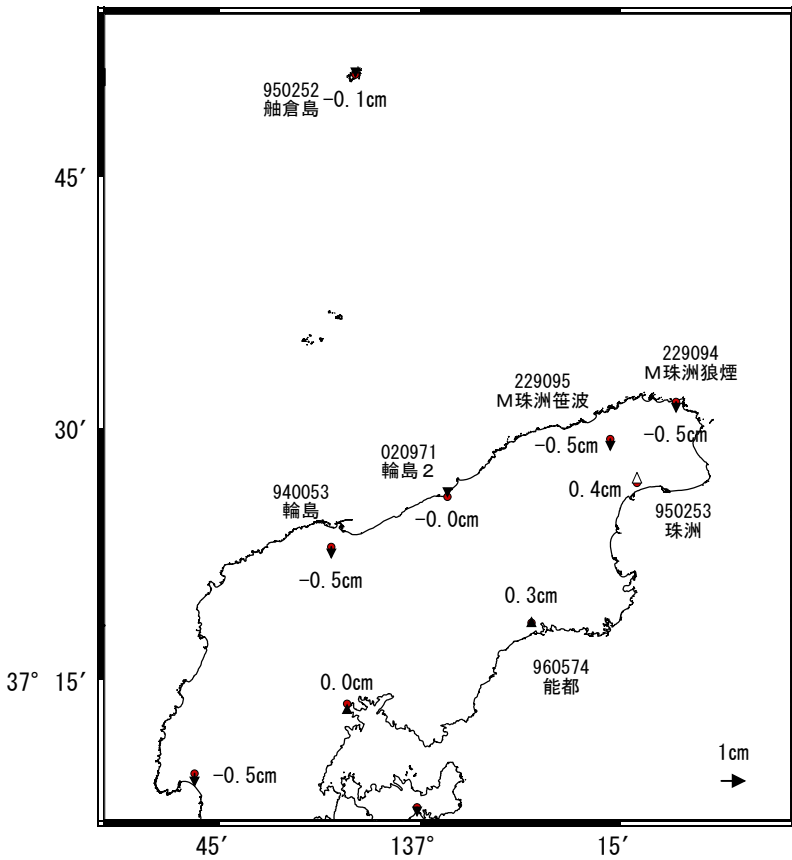 950252
舳倉島
-0.1cm
45′
229094
M珠洲狼煙
229095
M珠洲笹波
30′
-0.5cm
-0.5cm
020971
輪島２
0.4cm
940053
輪島
-0.0cm
950253
珠洲
-0.5cm
0.3cm
960574
能都
37° 15′
0.0cm
1cm
-0.5cm
45′
137°
15′